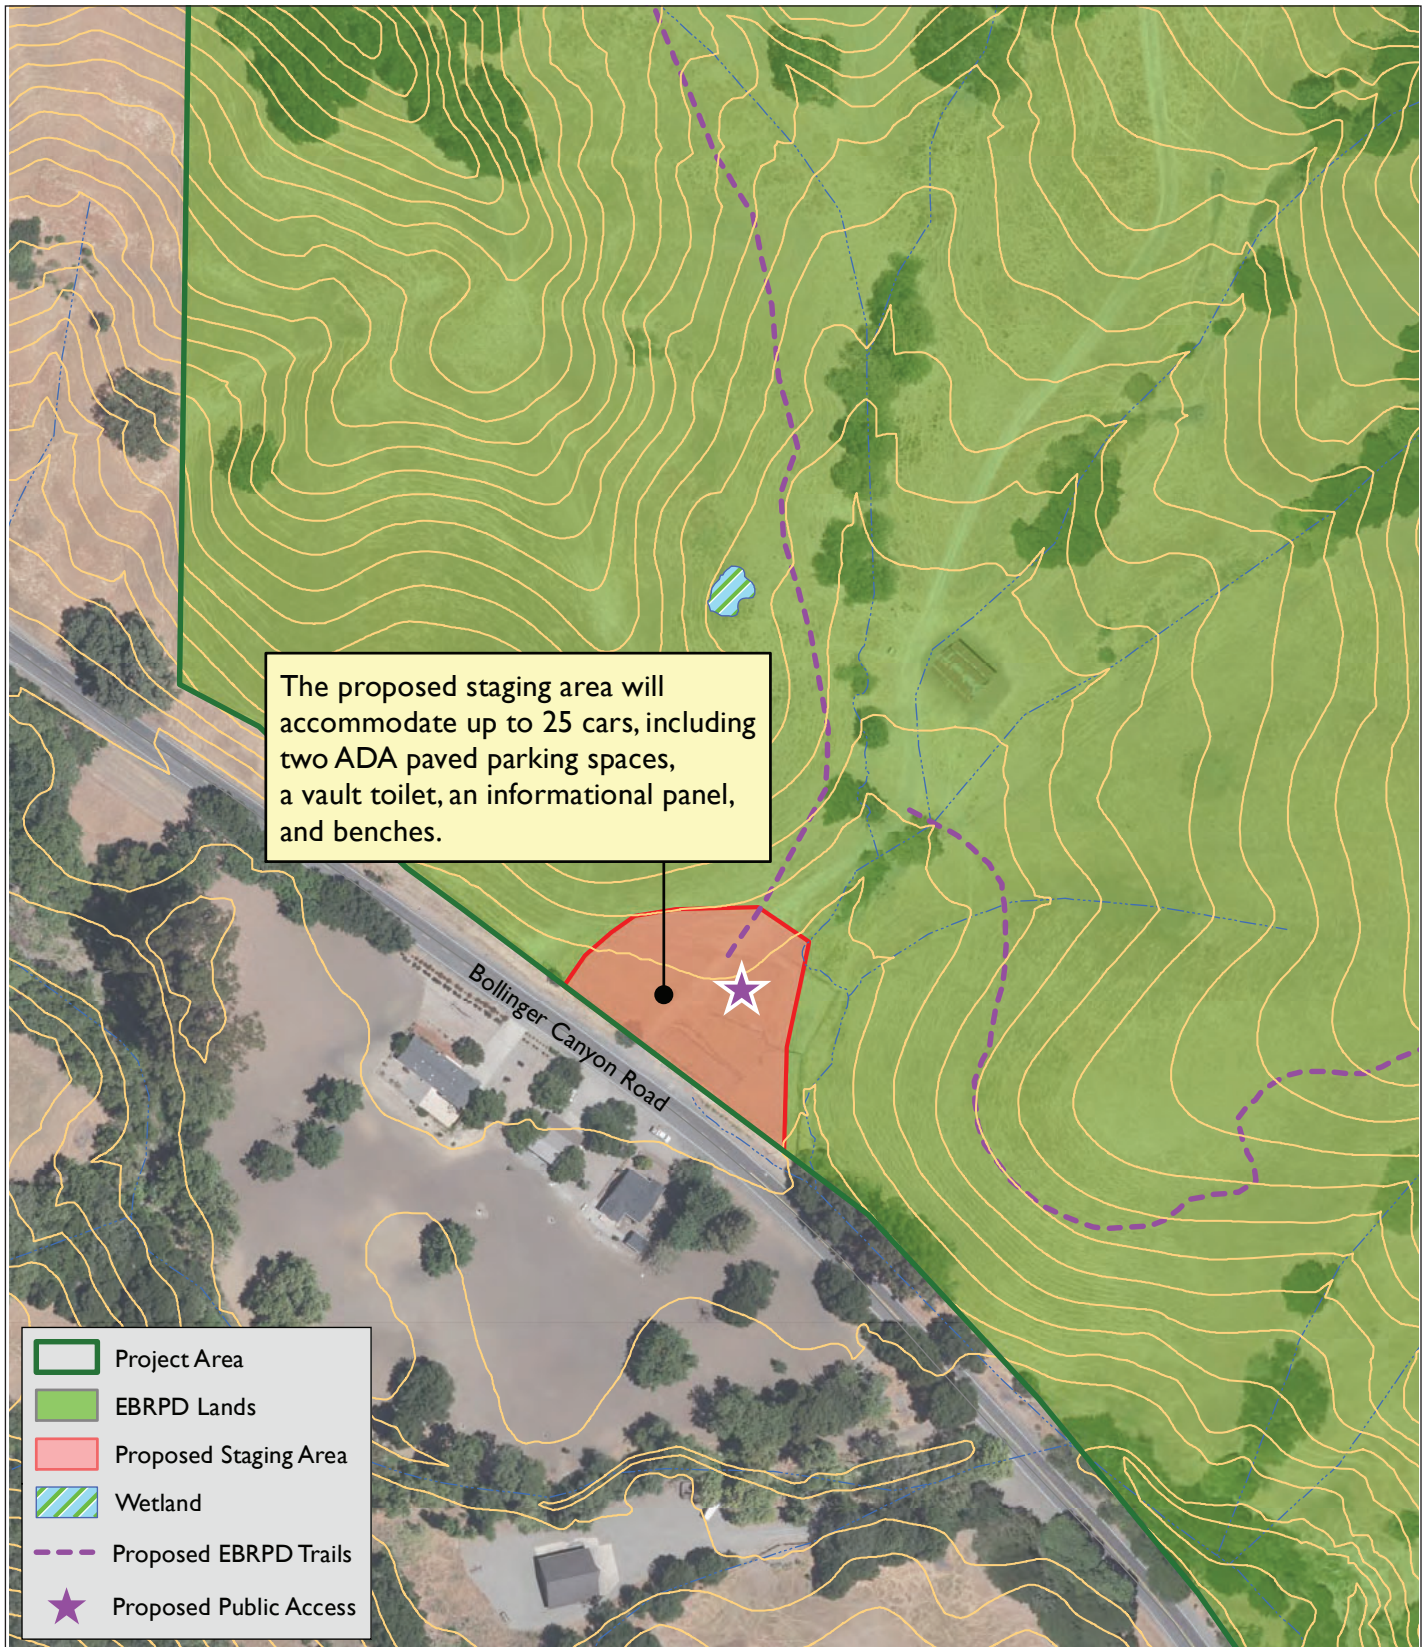 The proposed staging area will
accommodate up to 25 cars, including
two ADA paved parking spaces,
a vault toilet, an informational panel,
and benches.
Bollinger Canyon Road
Project Area
EBRPD Lands
Proposed Staging Area
Wetland
Proposed EBRPD Trails
Proposed Public Access